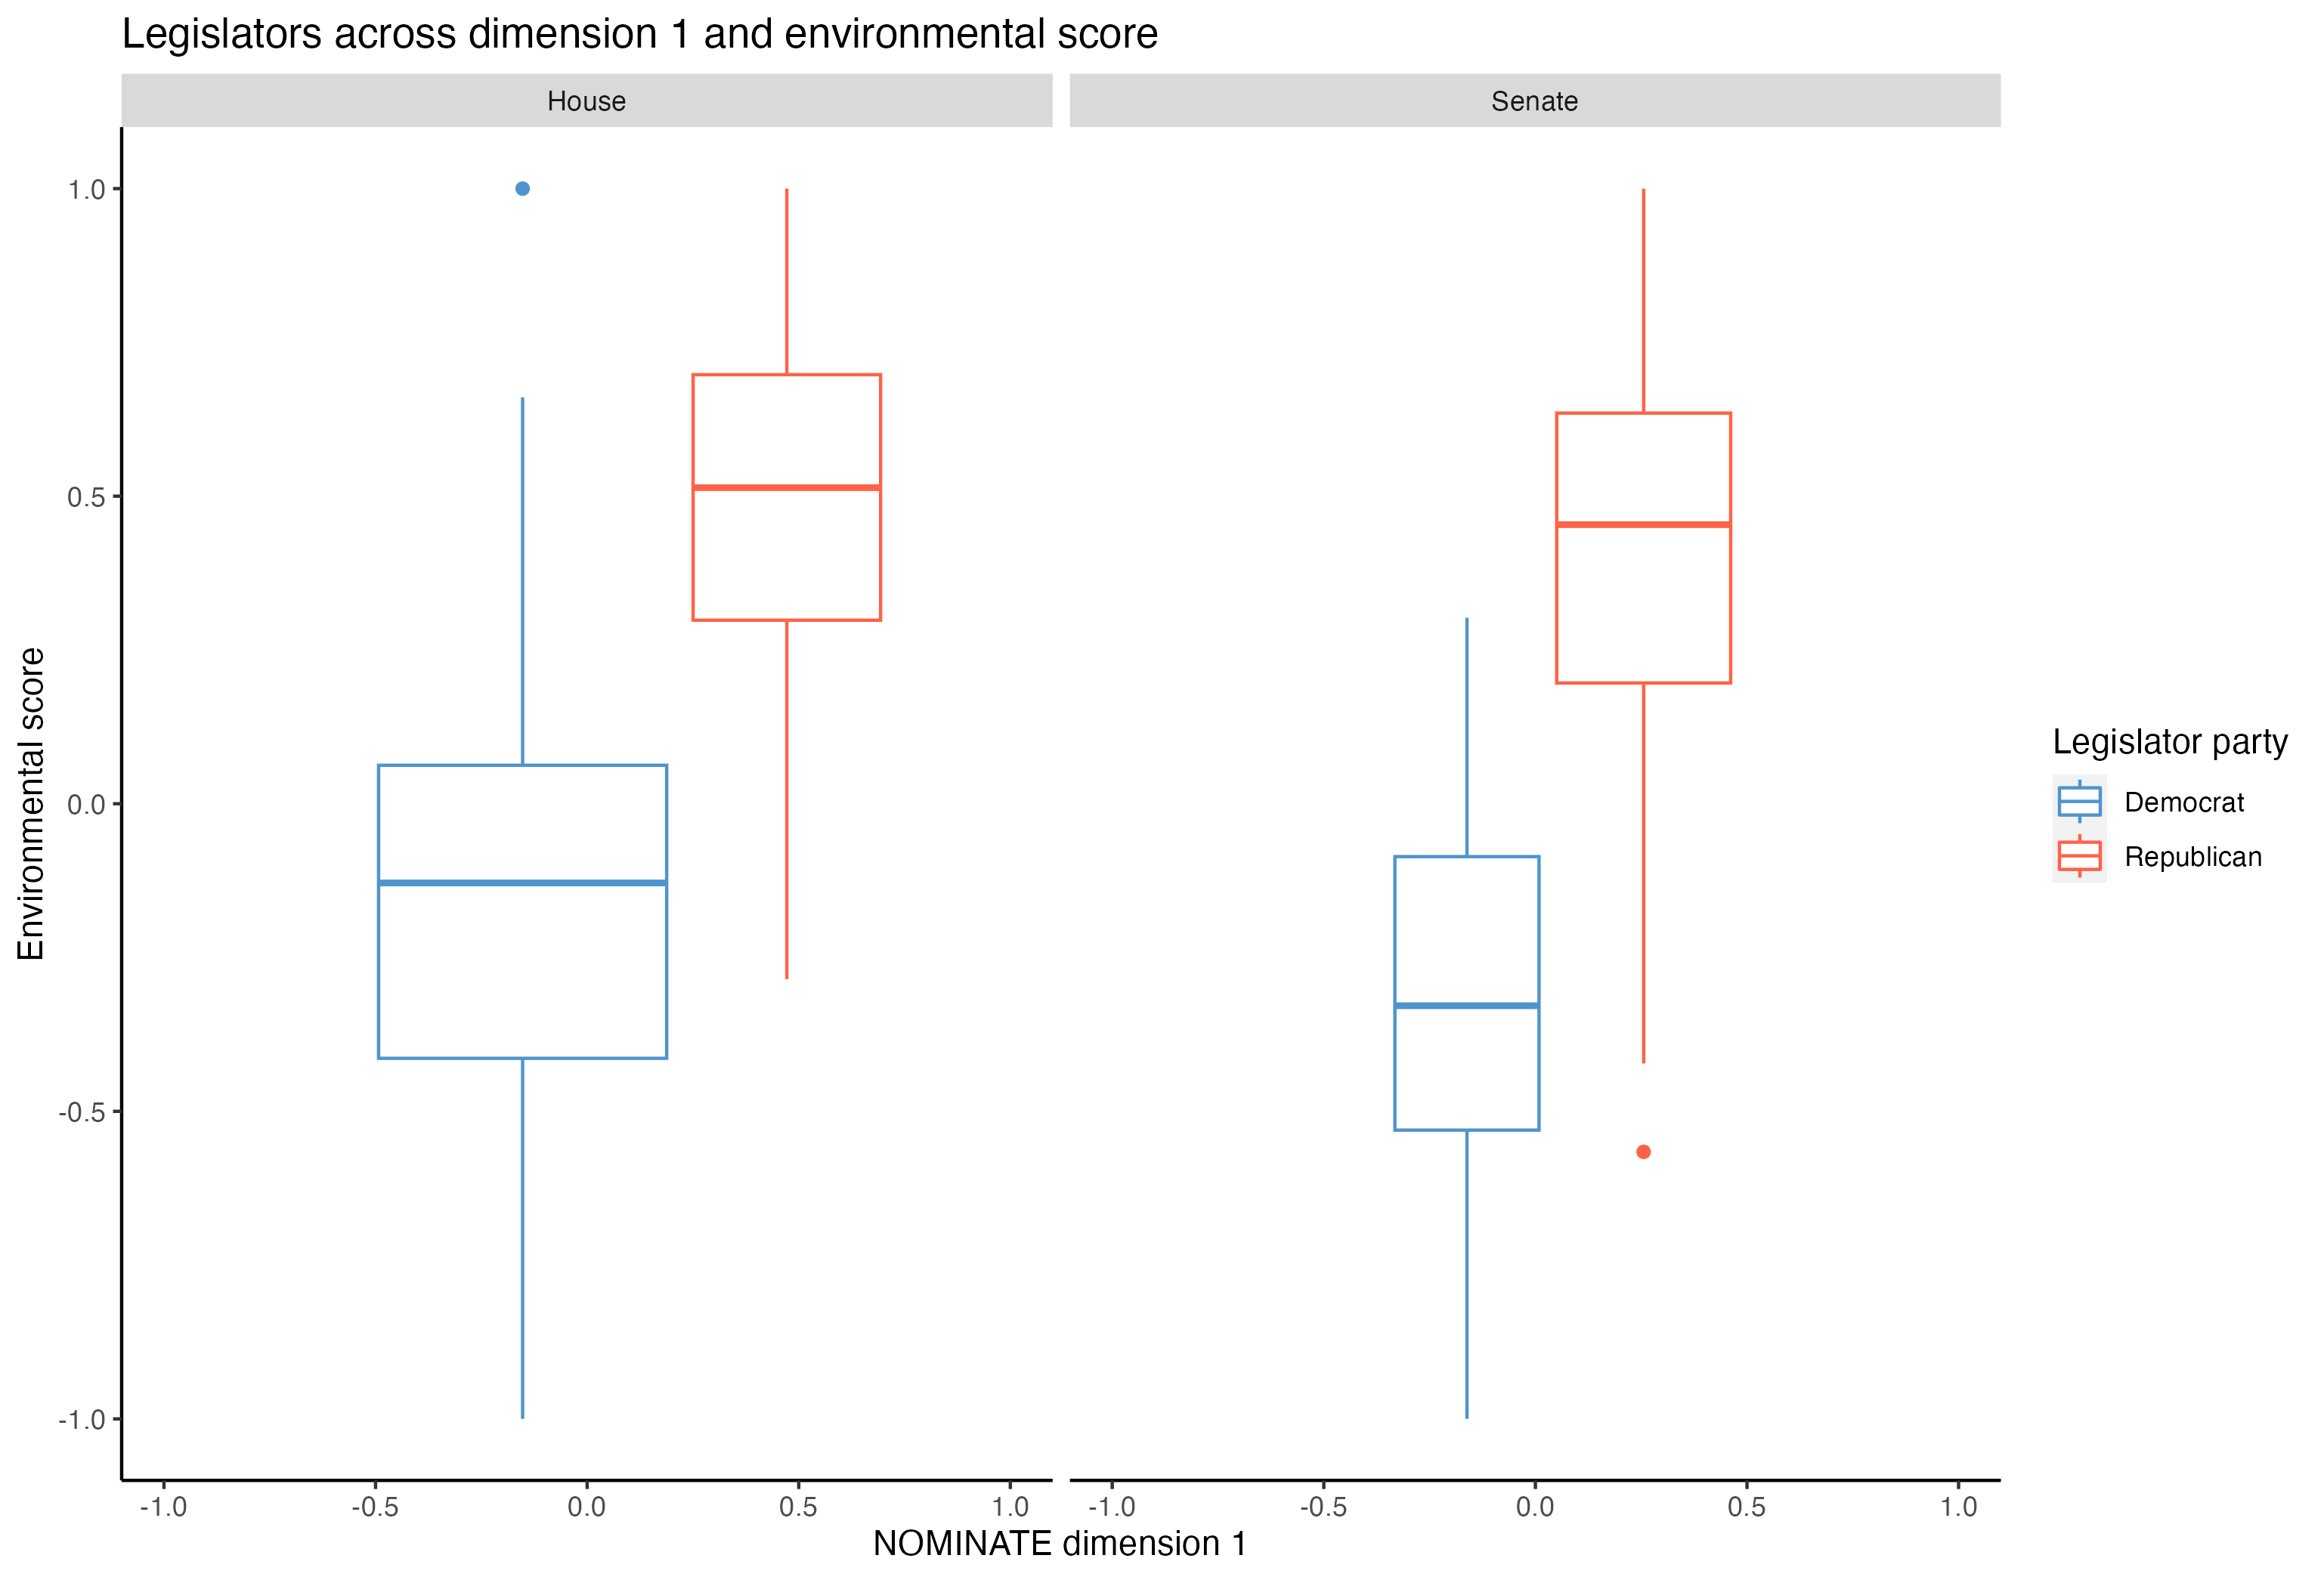 Legislators across dimension 1 and environmental score
House
Senate
1.0
0.5
0.0
-0.5
-1.0
Environmental score
-1.0 -0.5 0.0 0.5 1.0
-1.0 -0.5 0.0 0.5 1.0
NOMINATE dimension 1
Legislator party
Democrat
Republican